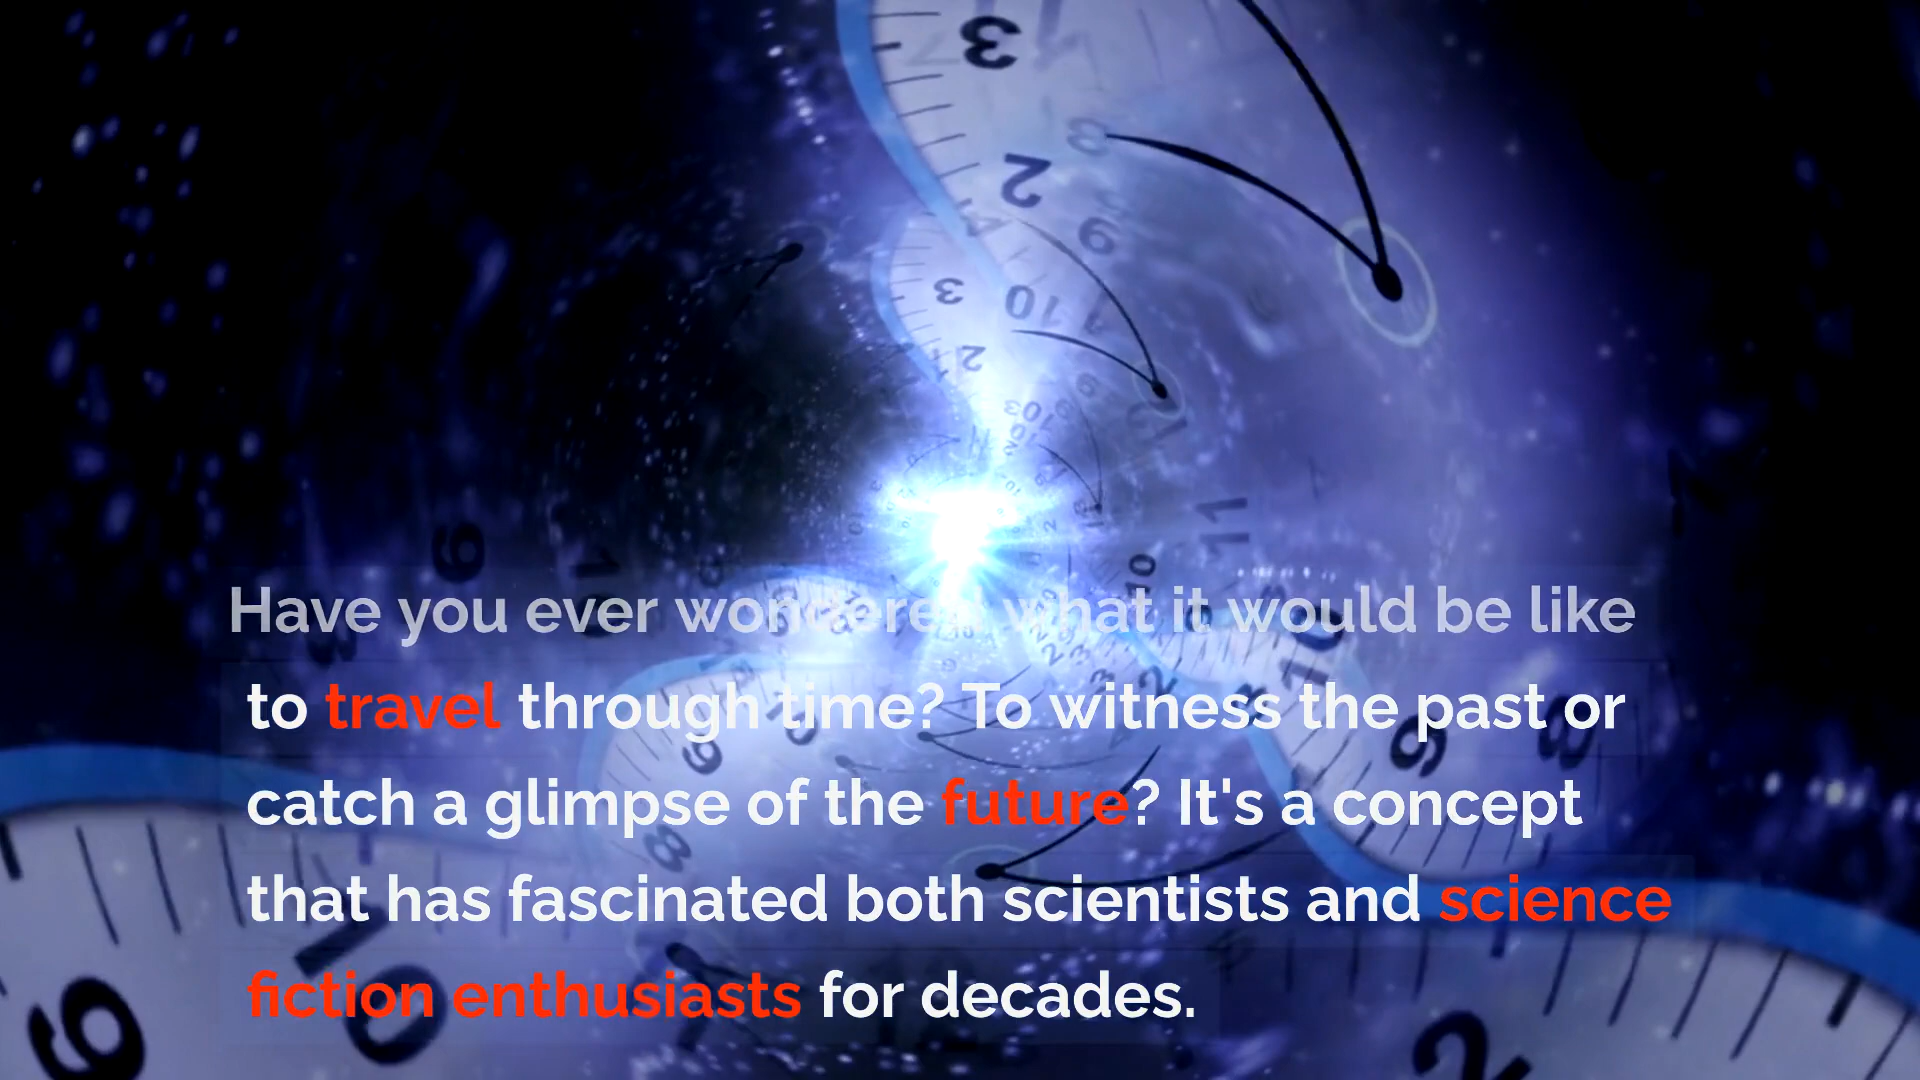 Have you ever wondered what it would be like
to travel through time? To witness the past or
catch a glimpse of the future? It's a concept
that has fascinated both scientists and science
fiction enthusiasts for decades.